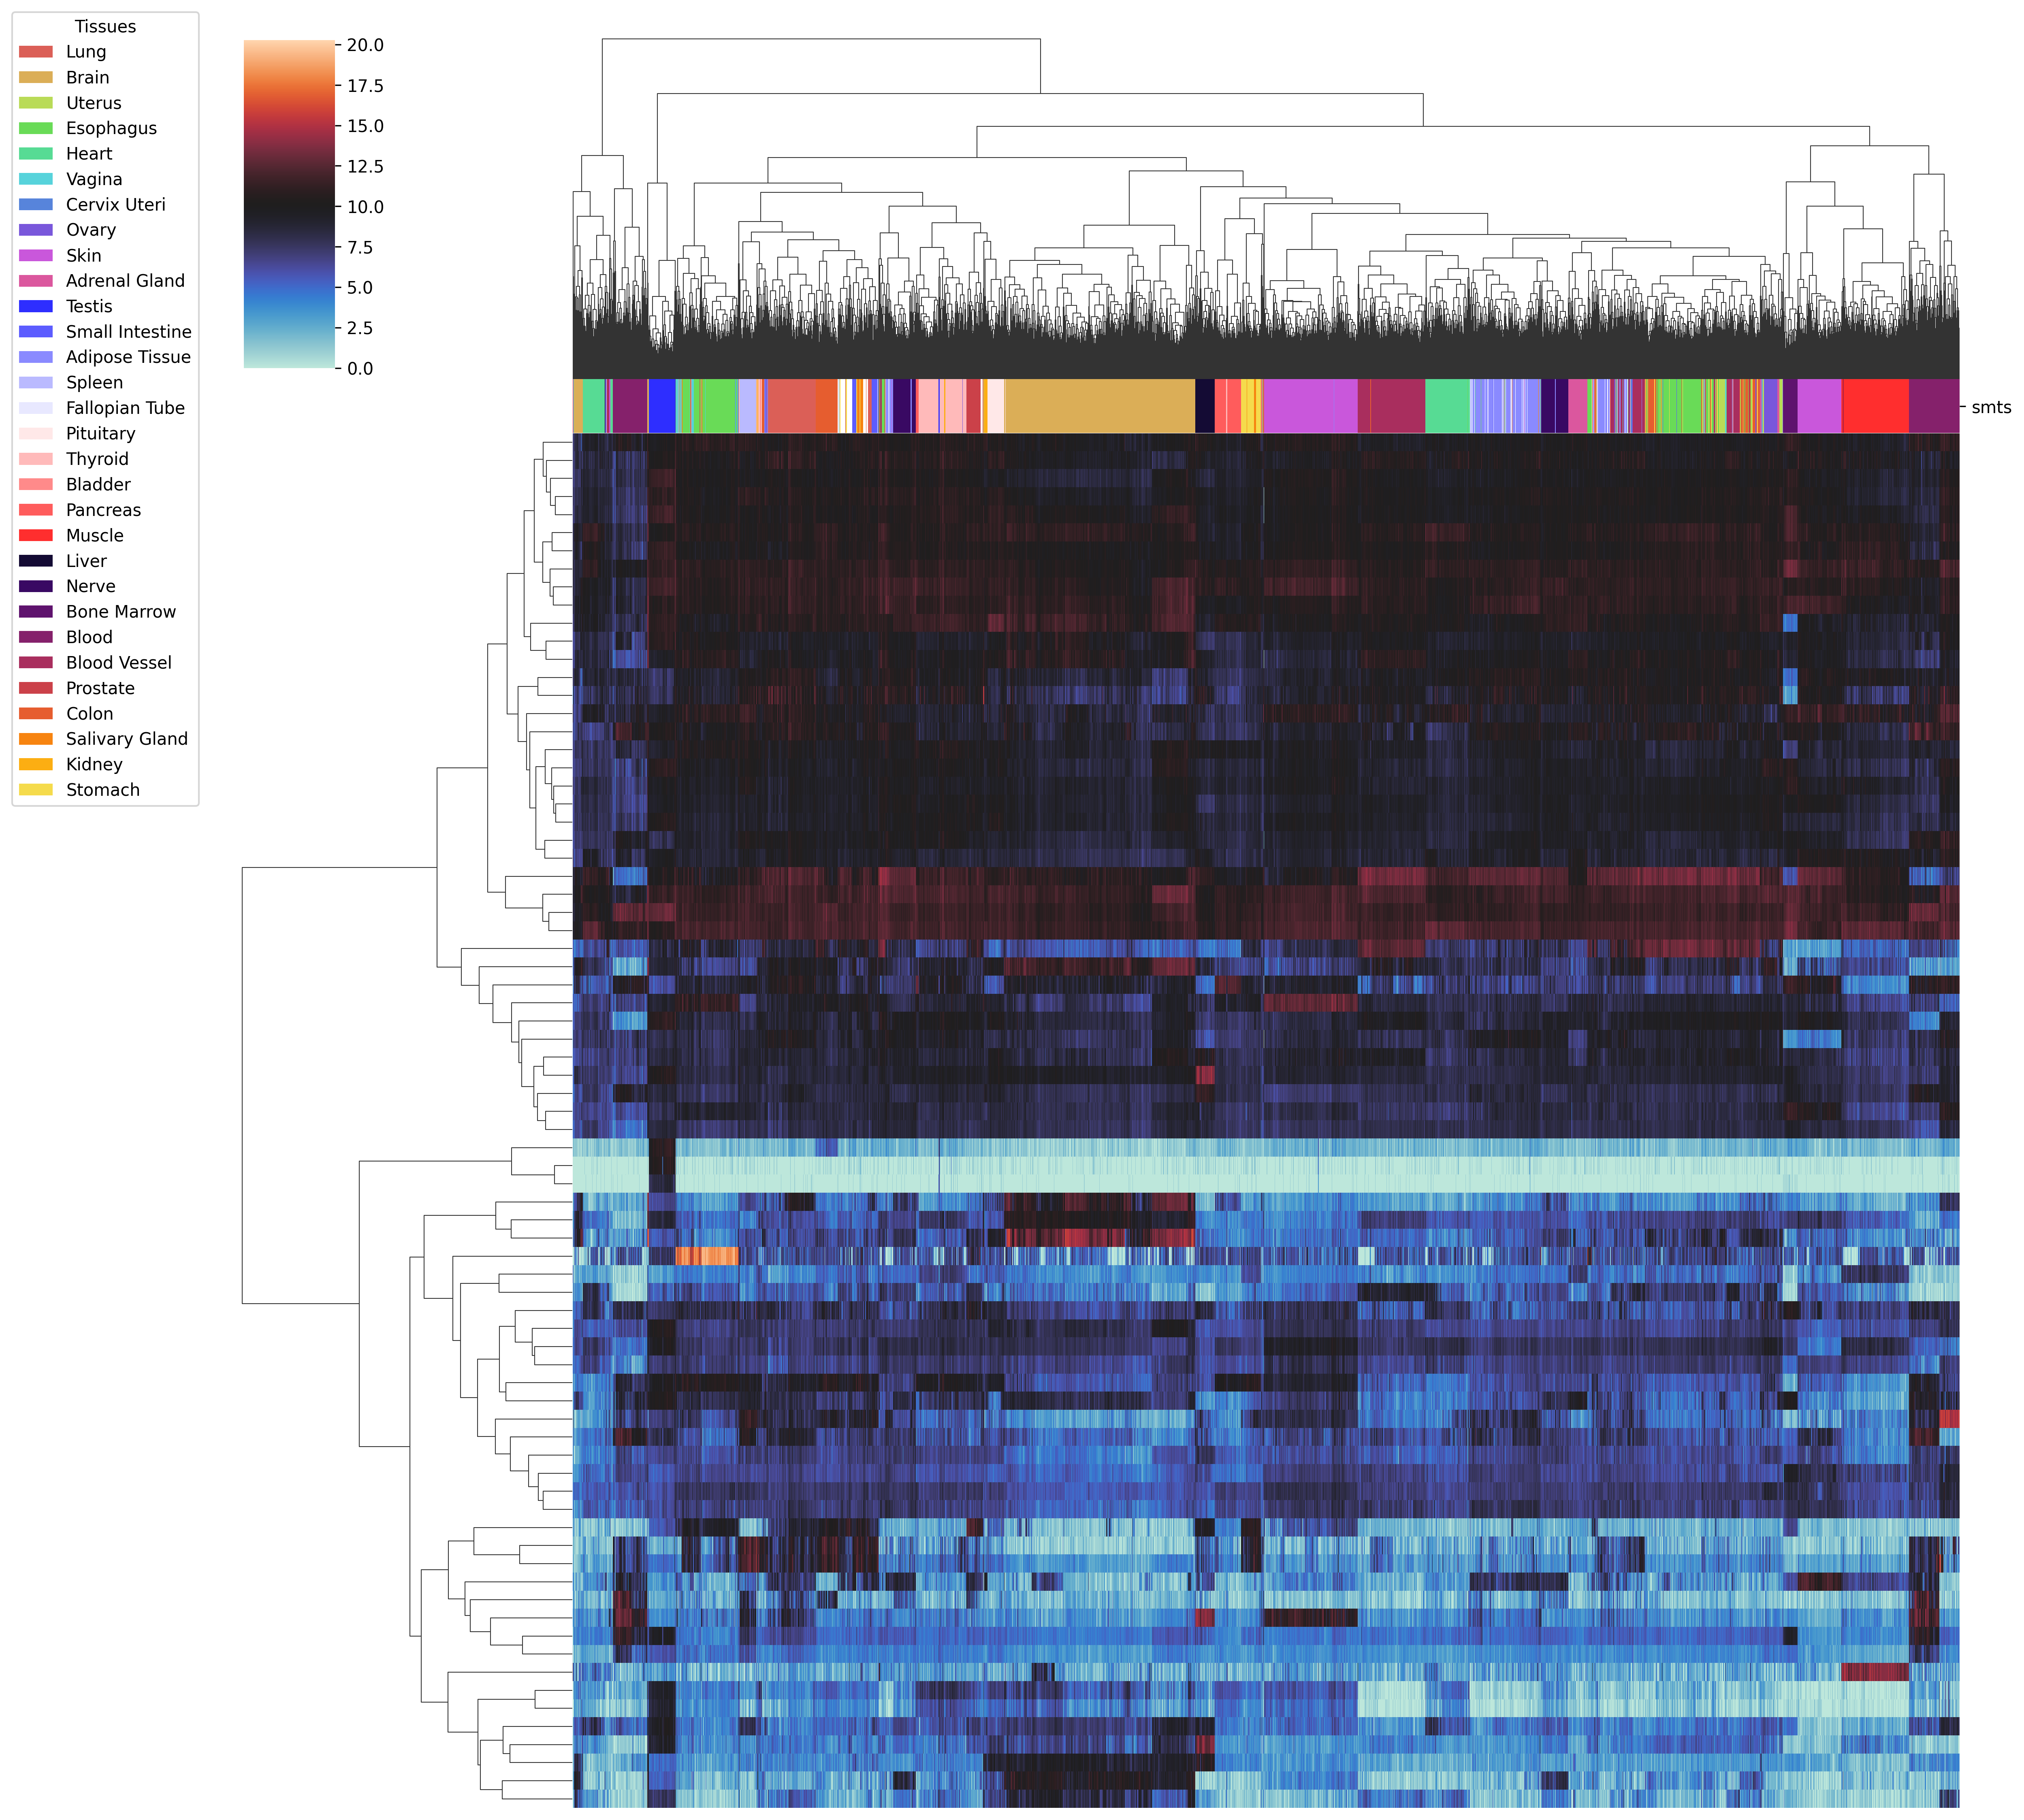 Tissues
Lung
Brain
Uterus
Esophagus
Heart
Vagina
Cervix Uteri
Ovary
Skin
Adrenal Gland
Testis
Small Intestine
Adipose Tissue
Spleen
Fallopian Tube
Pituitary
Thyroid
Bladder
Pancreas
Muscle
Liver
Nerve
Bone Marrow
Blood
Blood Vessel
Prostate
Colon
Salivary Gland
Kidney
Stomach
20.0
17.5
15.0
12.5
10.0
7.5
5.0
2.5
0.0
smts